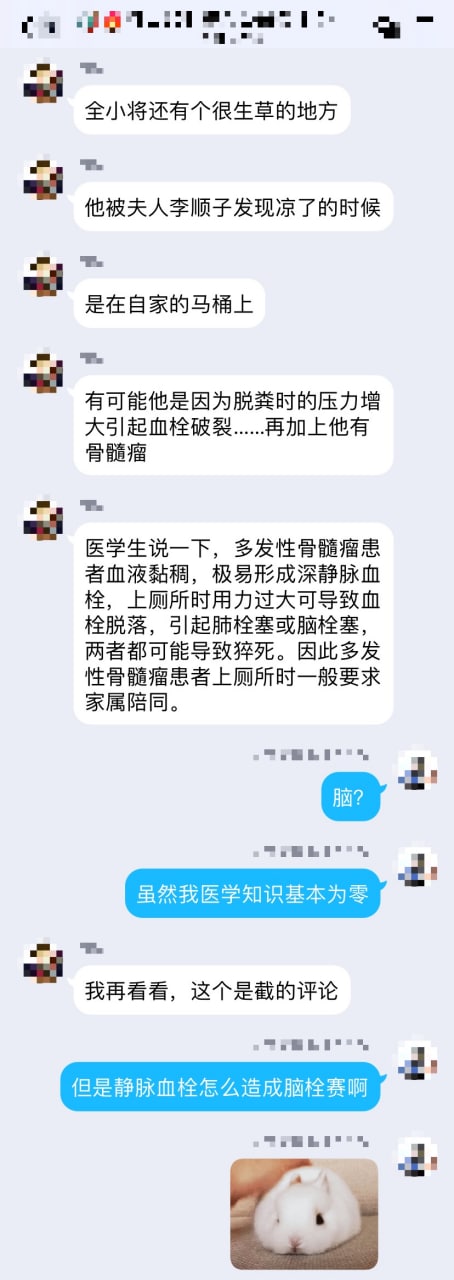 全小将还有个很生草的地方
他被夫人李顺子发现凉了的时候
是在自家的马桶上
有可能他是因为脱粪时的压力增
大引起血栓破裂......再加上他有
骨髓瘤
医学生说一下，多发性骨髓瘤患
者血液黏稠，极易形成深静脉血
栓，上厕所时用力过大可导致血
栓脱落，引起肺栓塞或脑栓塞，
两者都可能导致猝死。因此多发
性骨髓瘤患者上厕所时一般要求
家属陪同。
脑？
虽然我医学知识基本为零
我再看看，这个是截的评论
但是静脉血栓怎么造成脑栓赛啊